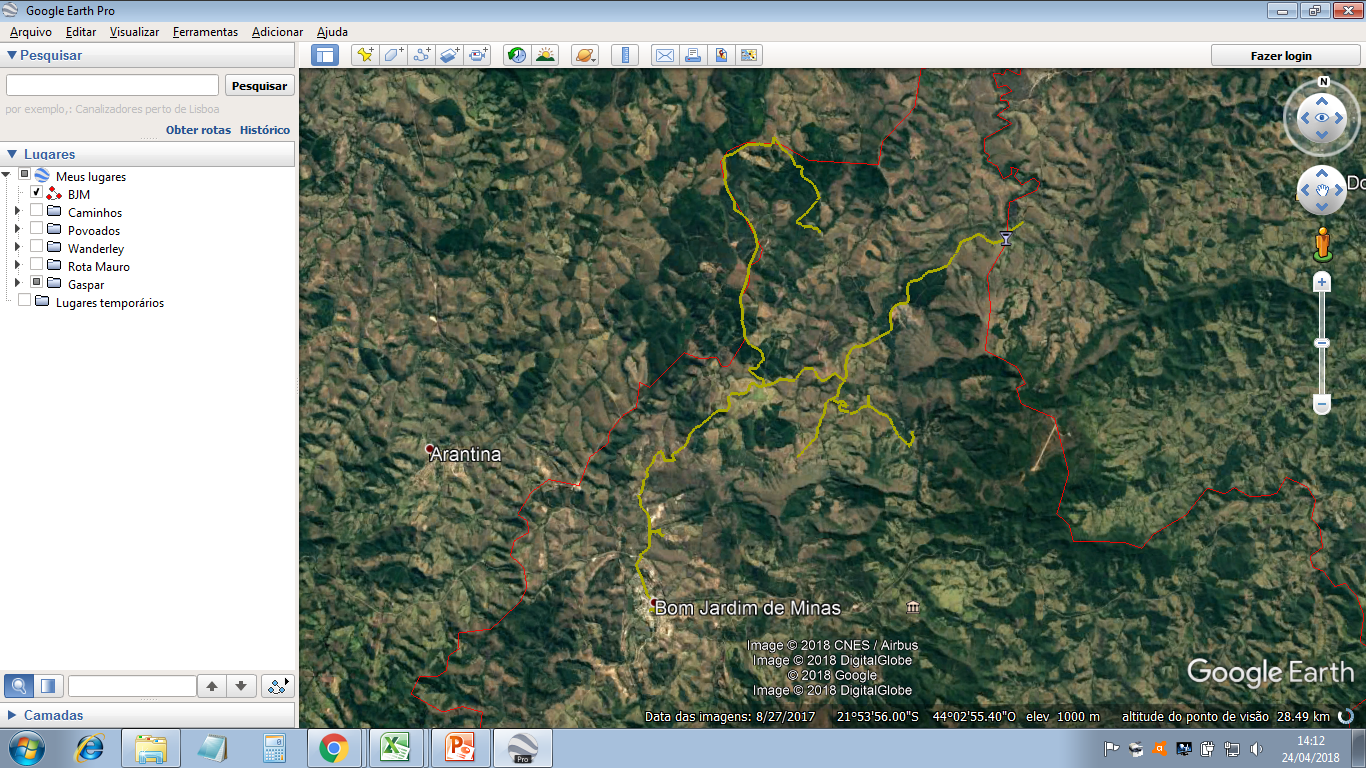 Google Earth Pro
Arquivo Editar Visualizar Ferramentas Adicionar Ajuda
Pesquisar
Fazer login
Pesquisar
por exemplo,: Canalizadores perto de Lisboa
Obter rotas Histórico
Lugares
Meus lugares
BJM
Caminhos
Povoados
Wanderley
Rota Mauro
Gaspar
Lugares temporários
Camadas
N
Do
Arantina
Bom Jardim de Minas
Image © 2018 CNES / Airbus
Image © 2018 DigitalGlobe
© 2018 Google
Image © 2018 DigitalGlobe
Google Earth
Data das imagens: 8/27/2017 21°53'56.00"S 44°02'55.40"O elev 1000 m altitude do ponto de visão 28.49 km
Pro
14:12
24/04/2018